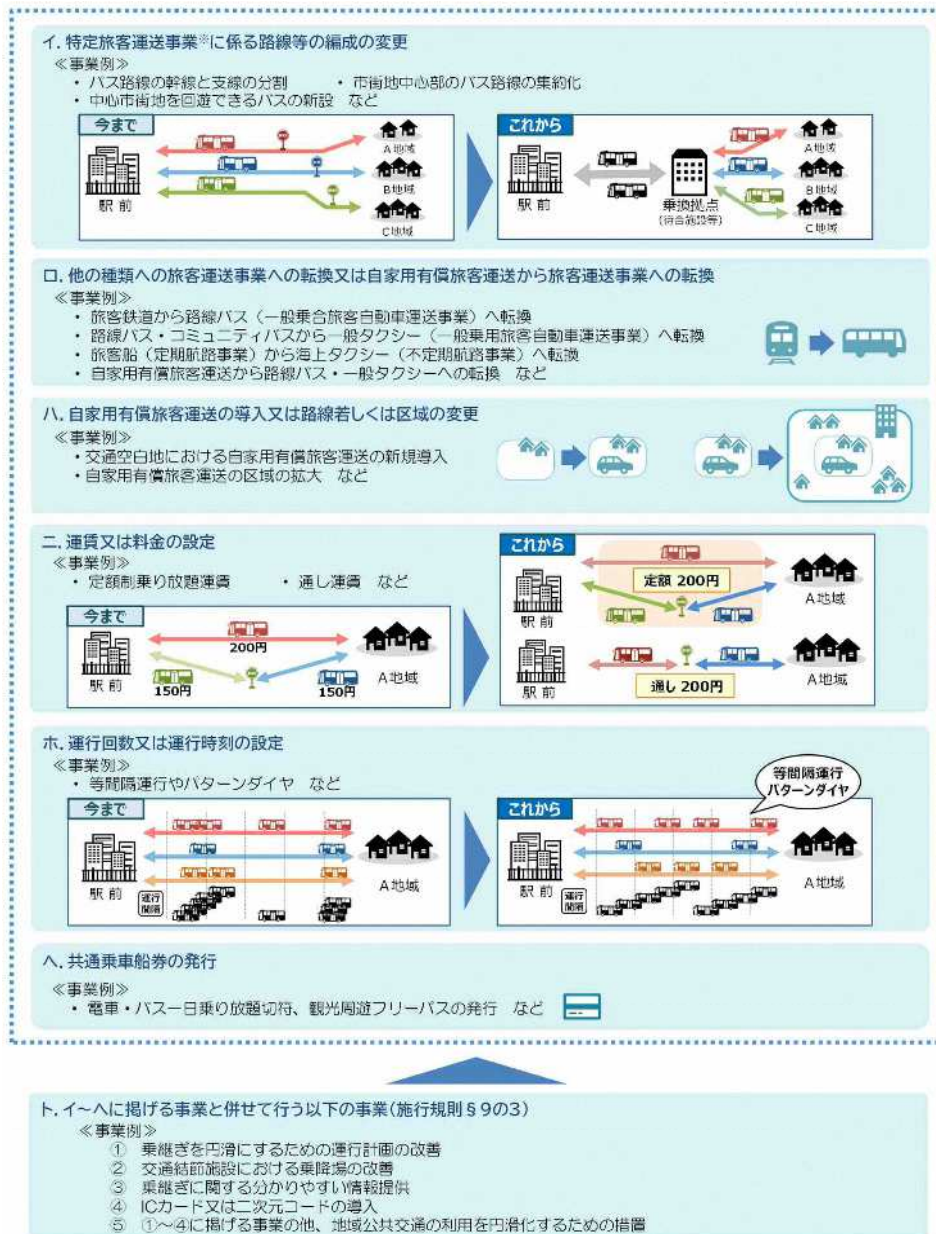 イ. 特定旅客運送事業※に係る路線等の編成の変更
≪事業例≫
・ バス路線の幹線と支線の分割　・ 市街地中心部のバス路線の集約化
・ 中心市街地を回遊できるバスの新設　など
今まで
駅 前
A地域
B地域
C地域
これから
駅 前
乗換拠点
(待合施設等)
A地域
B地域
C地域
ロ. 他の種類への旅客運送事業への転換又は自家用有償旅客運送から旅客運送事業への転換
≪事業例≫
・ 旅客鉄道から路線バス（一般乗合旅客自動車運送事業）へ転換
・ 路線バス・コミュニティバスから一般タクシー（一般乗用旅客自動車運送事業）へ転換
・ 旅客船（定期航路事業）から海上タクシー（不定期航路事業）へ転換
・ 自家用有償旅客運送から路線バス・一般タクシーへの転換　など
ハ. 自家用有償旅客運送の導入又は路線若しくは区域の変更
≪事業例≫
・交通空白地における自家用有償旅客運送の新規導入
・自家用有償旅客運送の区域の拡大　など
ニ. 運賃又は料金の設定
≪事業例≫
・ 定額制乗り放題運賃　・ 通し運賃　など
今まで
駅 前
200円
150円
150円
A地域
これから
駅 前
定額 200円
A地域
駅 前
通し 200円
A地域
ホ. 運行回数又は運行時刻の設定
≪事業例≫
・ 等間隔運行やパターンダイヤ　など
今まで
駅 前
運行
間隔
A地域
これから
等間隔運行
パターンダイヤ
駅 前
運行
間隔
A地域
ヘ. 共通乗車船券の発行
≪事業例≫
・ 電車・バス一日乗り放題切符、観光周遊フリーパスの発行　など
ト. イ～ヘに掲げる事業と併せて行う以下の事業(施行規則§9の3)
≪事業例≫
① 乗継ぎを円滑にするための運行計画の改善
② 交通結節施設における乗降場の改善
③ 乗継ぎに関する分かりやすい情報提供
④ ICカード又は二次元コードの導入
⑤ ①～④に掲げる事業の他、地域公共交通の利用を円滑化するための措置